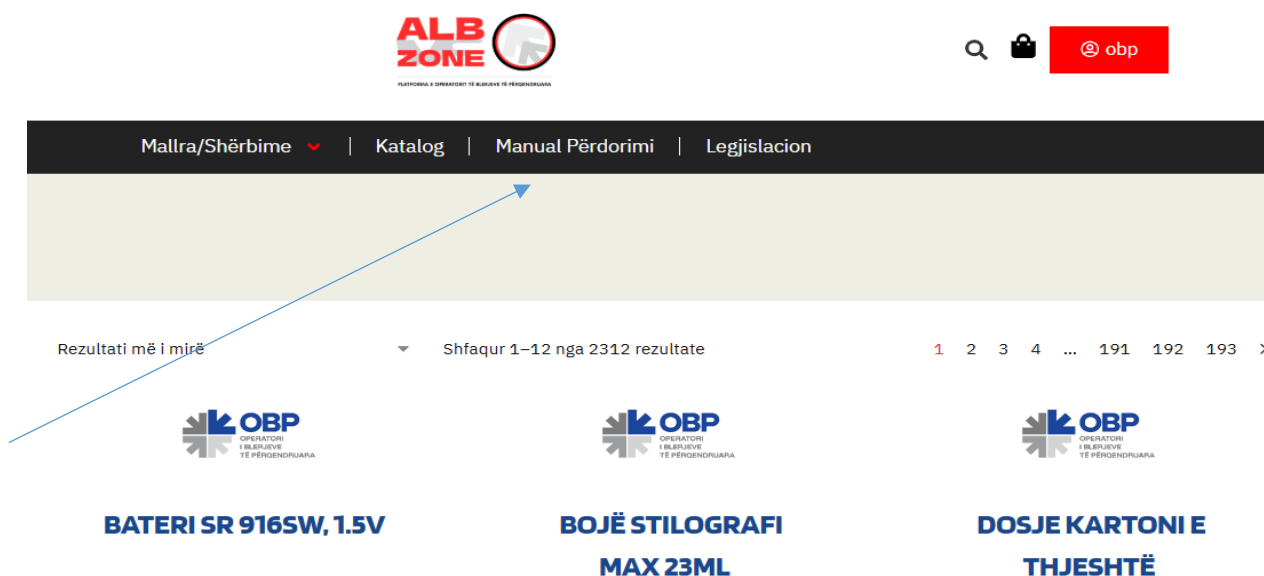 ALB
ZONE
PLATFORMA E OPERATORIT TË BLERJEVE TË PËRQENDRUARA
obp
Mallra/Shërbime | Katalog | Manual Përdorimi | Legjislacion
Rezultati më i mirë
Shfaqur 1–12 nga 2312 rezultate
1 2 3 4 ... 191 192 193
OBP
OPERATORI
I BLERJEVE
TË PËRQENDRUARA
OBP
OPERATORI
I BLERJEVE
TË PËRQENDRUARA
OBP
OPERATORI
I BLERJEVE
TË PËRQENDRUARA
BATERI SR 916SW, 1.5V
BOJË STILOGRAFI
MAX 23ML
DOSJE KARTONI E
THJESHTË